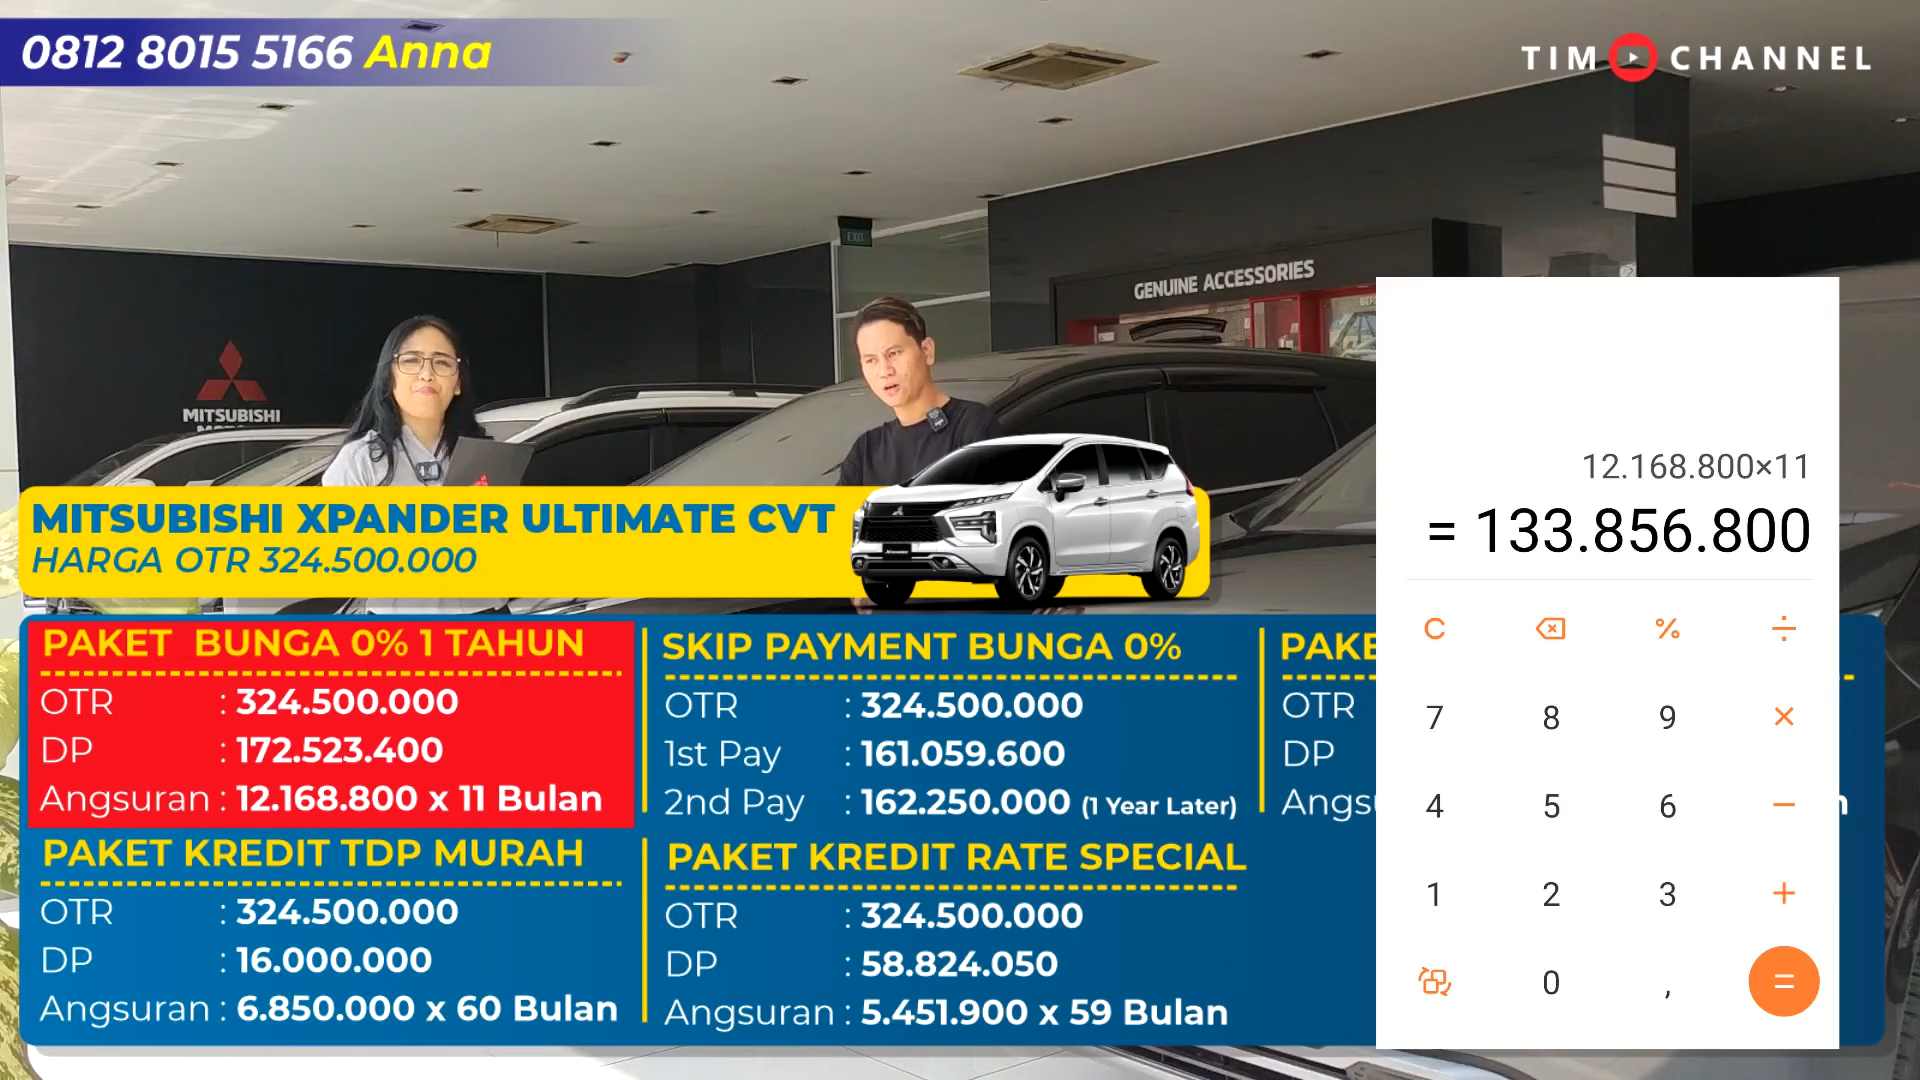 0812 8015 5166 Anna
TIM CHANNEL
EXIT
GENUINE ACCESSORIES
MITSUBISHI
MITSUBISHI XPANDER ULTIMATE CVT
HARGA OTR 324.500.000
PAKET BUNGA 0% 1 TAHUN
OTR : 324.500.000
DP : 172.523.400
Angsuran : 12.168.800 x 11 Bulan
SKIP PAYMENT BUNGA 0%
OTR : 324.500.000
1st Pay : 161.059.600
2nd Pay : 162.250.000 (1 Year Later)
PAKE
OTR
DP
Angs
PAKET KREDIT TDP MURAH
OTR : 324.500.000
DP : 16.000.000
Angsuran : 6.850.000 x 60 Bulan
PAKET KREDIT RATE SPECIAL
OTR : 324.500.000
DP : 58.824.050
Angsuran : 5.451.900 x 59 Bulan
12.168.800×11
= 133.856.800
C % ÷
7 8 9 ×
4 5 6 −
1 2 3 +
0 , =